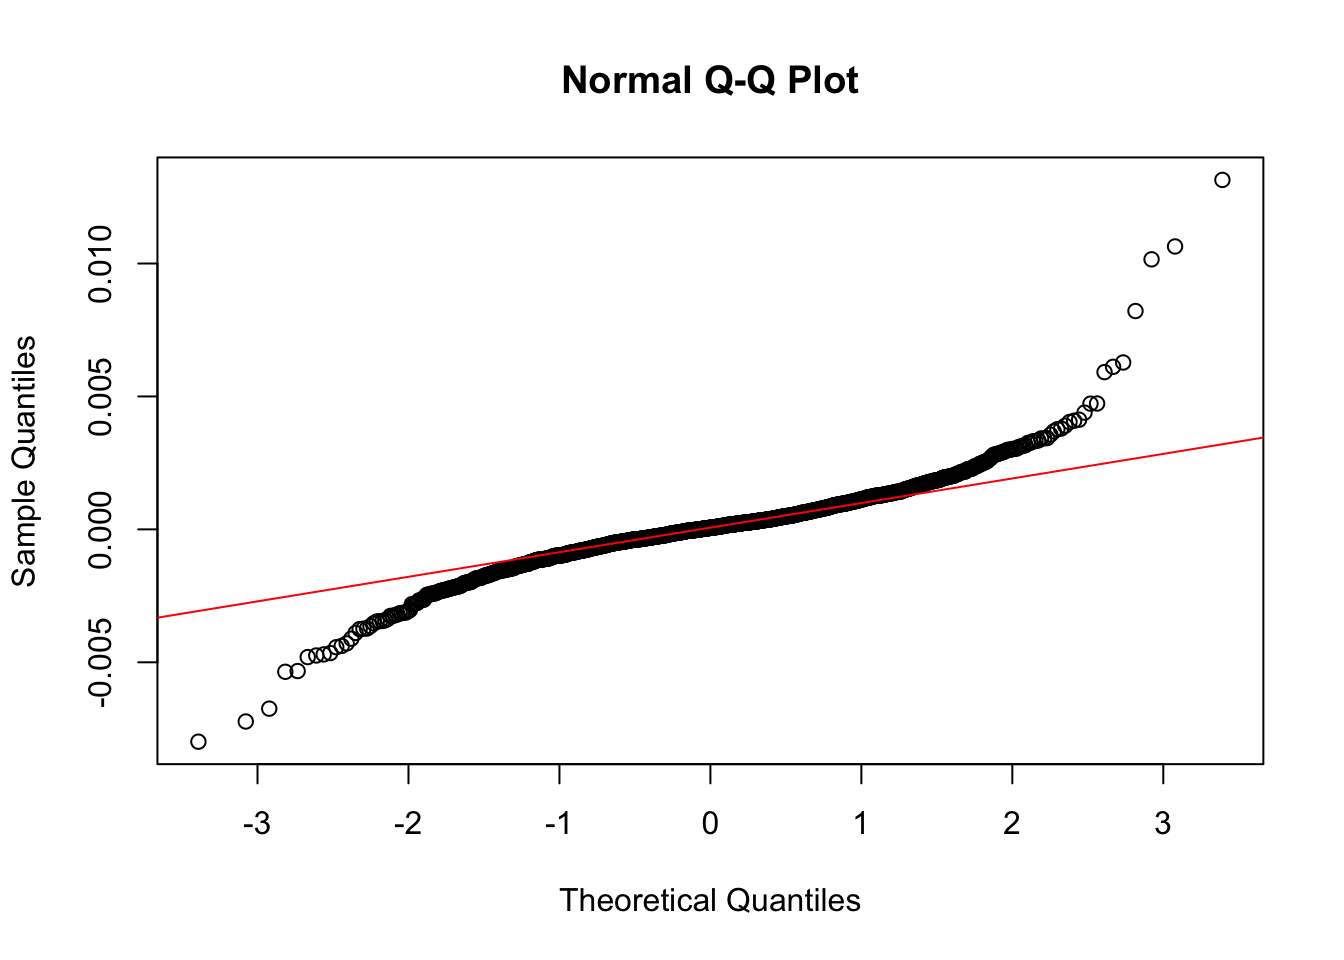 Normal Q-Q Plot
Sample Quantiles
0.010
0.005
0.000
-0.005
-3 -2 -1 0 1 2 3
Theoretical Quantiles